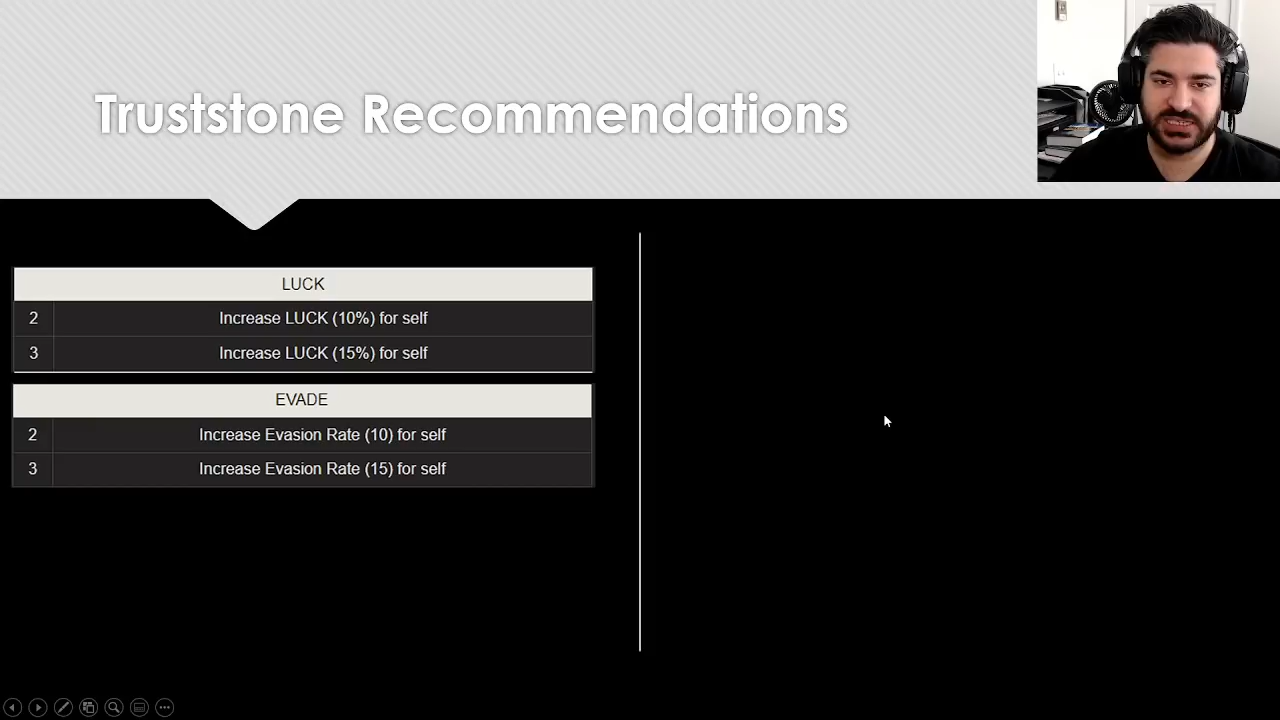 Truststone Recommendations
LUCK
2 Increase LUCK (10%) for self
3 Increase LUCK (15%) for self
EVADE
2 Increase Evasion Rate (10) for self
3 Increase Evasion Rate (15) for self